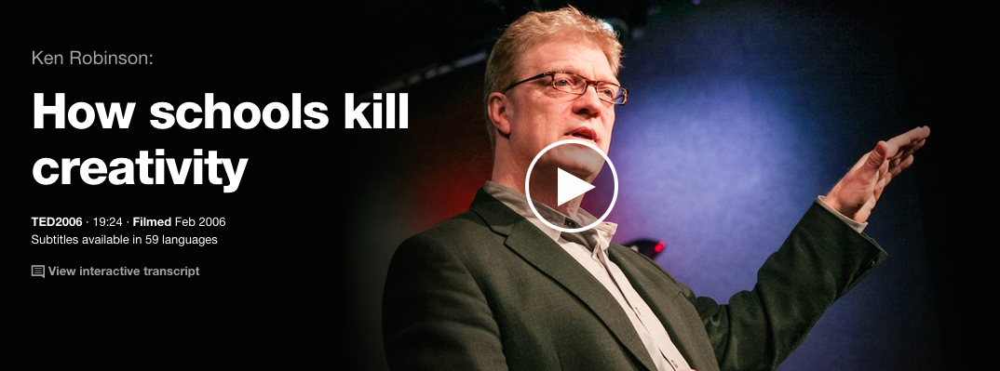 Ken Robinson:
How schools kill
creativity
TED2006 · 19:24 · Filmed Feb 2006
Subtitles available in 59 languages
View interactive transcript